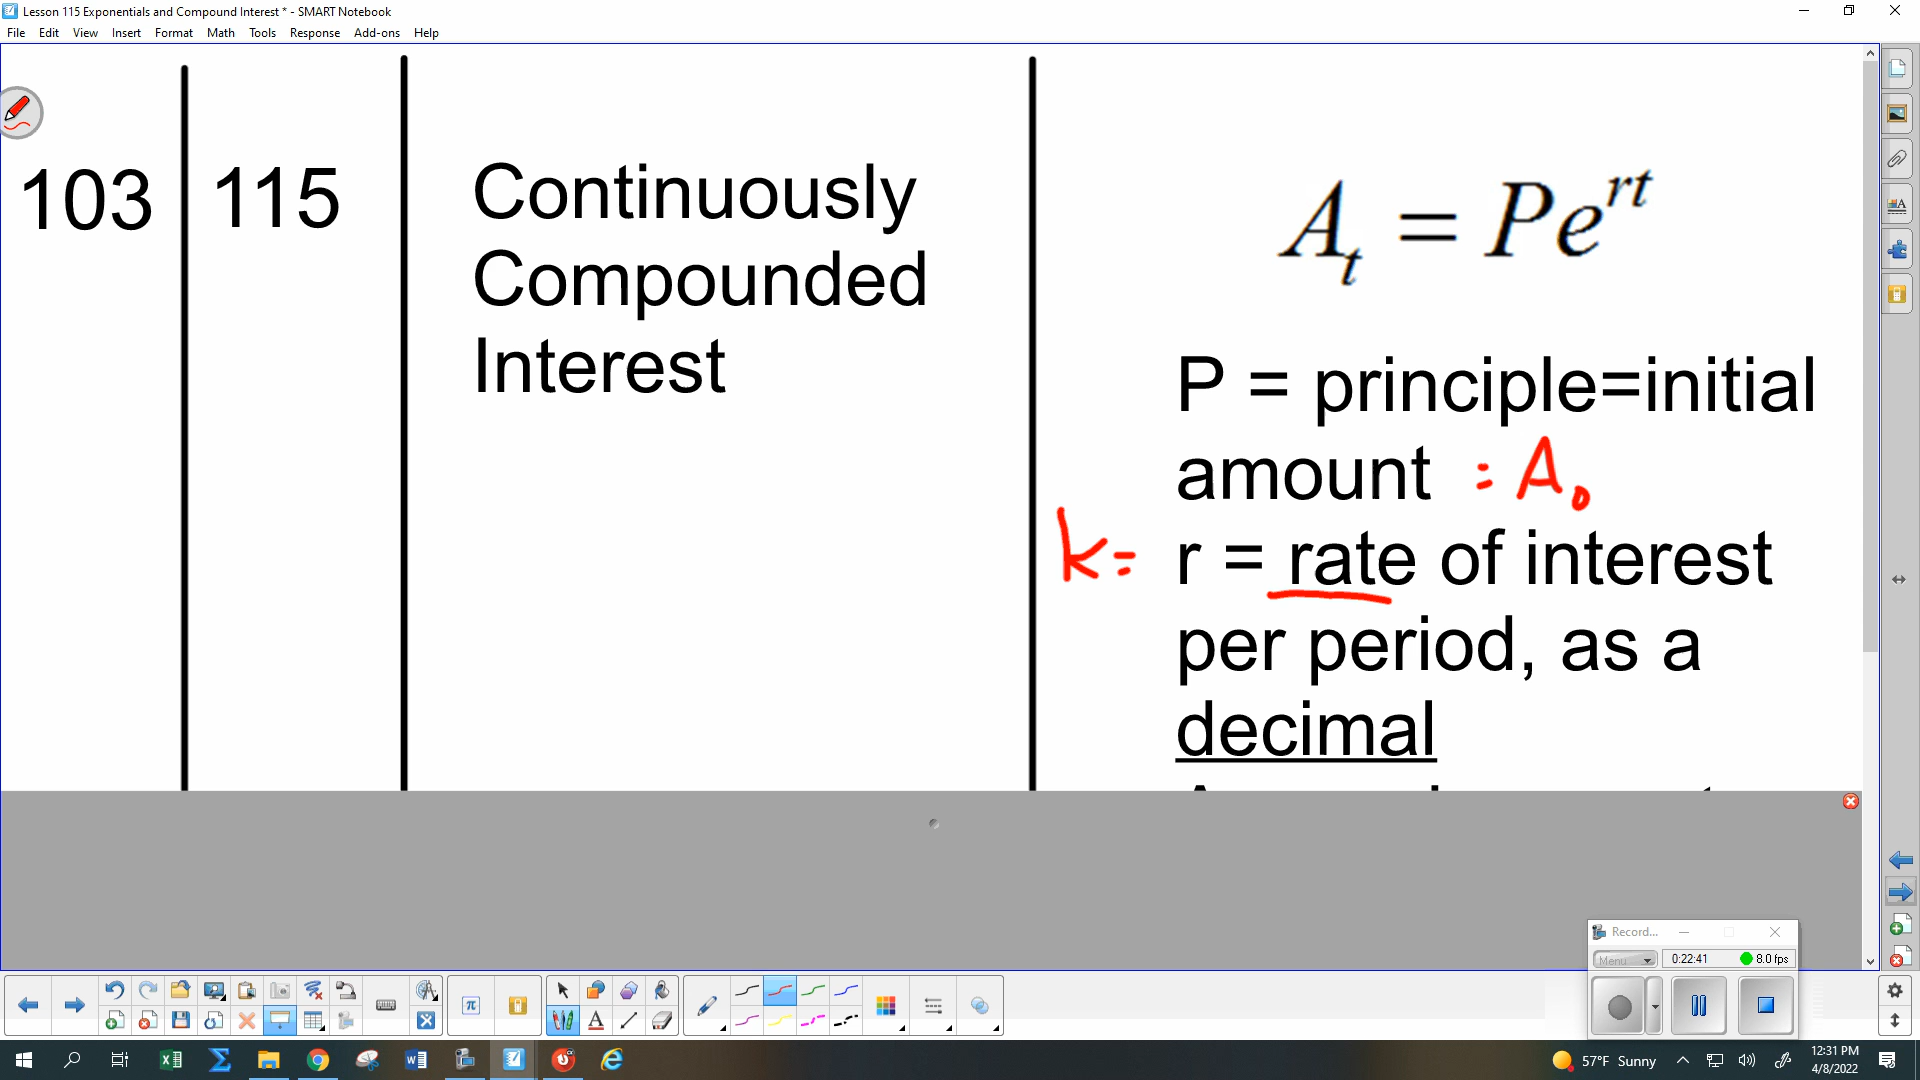 Lesson 115 Exponentials and Compound Interest * - SMART Notebook
File Edit View Insert Format Math Tools Response Add-ons Help
103 115 Continuously
Compounded
Interest
A_t = Pe^{rt}
P = principle=initial
amount = A_0
k= r = rate of interest
per period, as a
decimal
Record...
Menu 0:22:41 8.0 fps
57°F Sunny
12:31 PM
4/8/2022